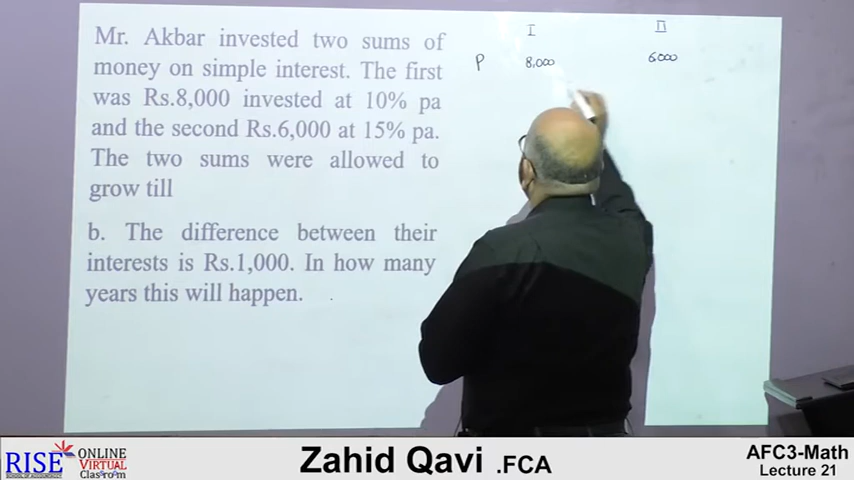 Mr. Akbar invested two sums of
money on simple interest. The first
was Rs.8,000 invested at 10% pa
and the second Rs.6,000 at 15% pa.
The two sums were allowed to
grow till
b. The difference between their
interests is Rs.1,000. In how many
years this will happen.
I II
P 8,000 6000
RISE ONLINE
VIRTUAL
Classroom
SCHOOL OF ACCOUNTANCY
Zahid Qavi .FCA
AFC3-Math
Lecture 21